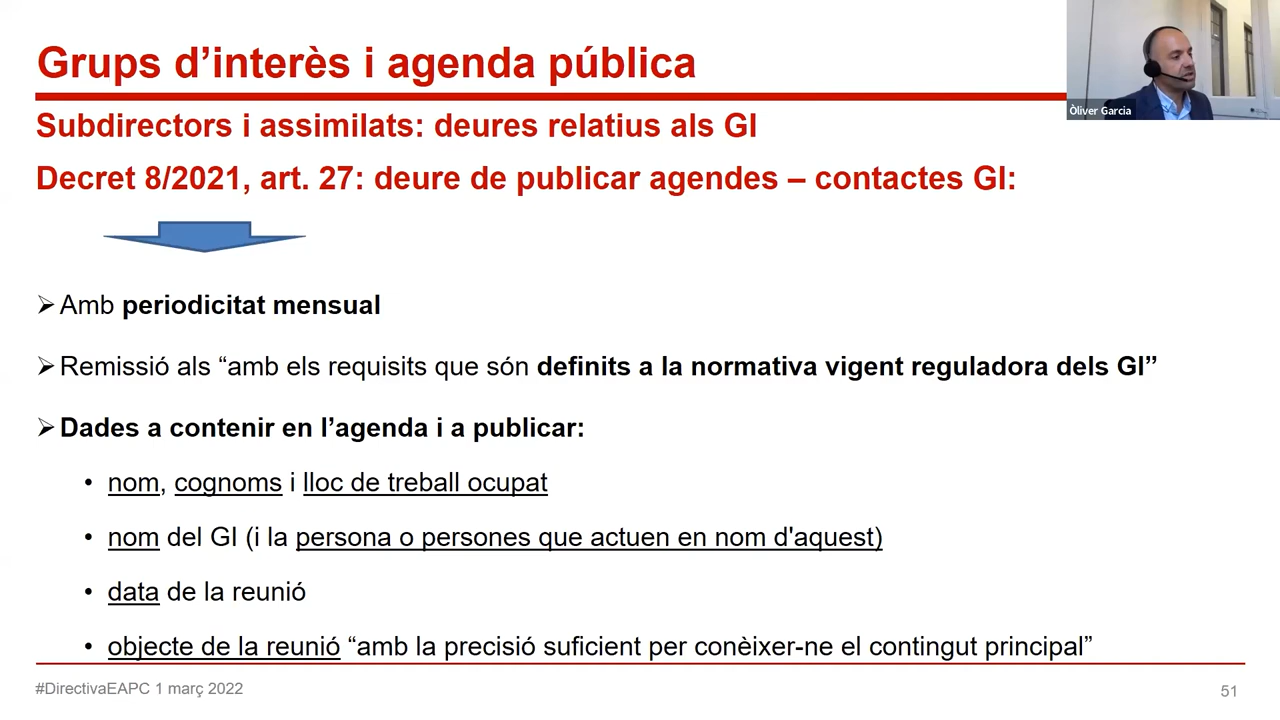 Grups d’interès i agenda pública
Òliver Garcia
Subdirectors i assimilats: deures relatius als GI
Decret 8/2021, art. 27: deure de publicar agendes – contactes GI:
Amb periodicitat mensual
Remissió als “amb els requisits que són definits a la normativa vigent reguladora dels GI”
Dades a contenir en l’agenda i a publicar:
• nom, cognoms i lloc de treball ocupat
• nom del GI (i la persona o persones que actuen en nom d'aquest)
• data de la reunió
• objecte de la reunió “amb la precisió suficient per conèixer-ne el contingut principal”
#DirectivaEAPC 1 març 2022
51